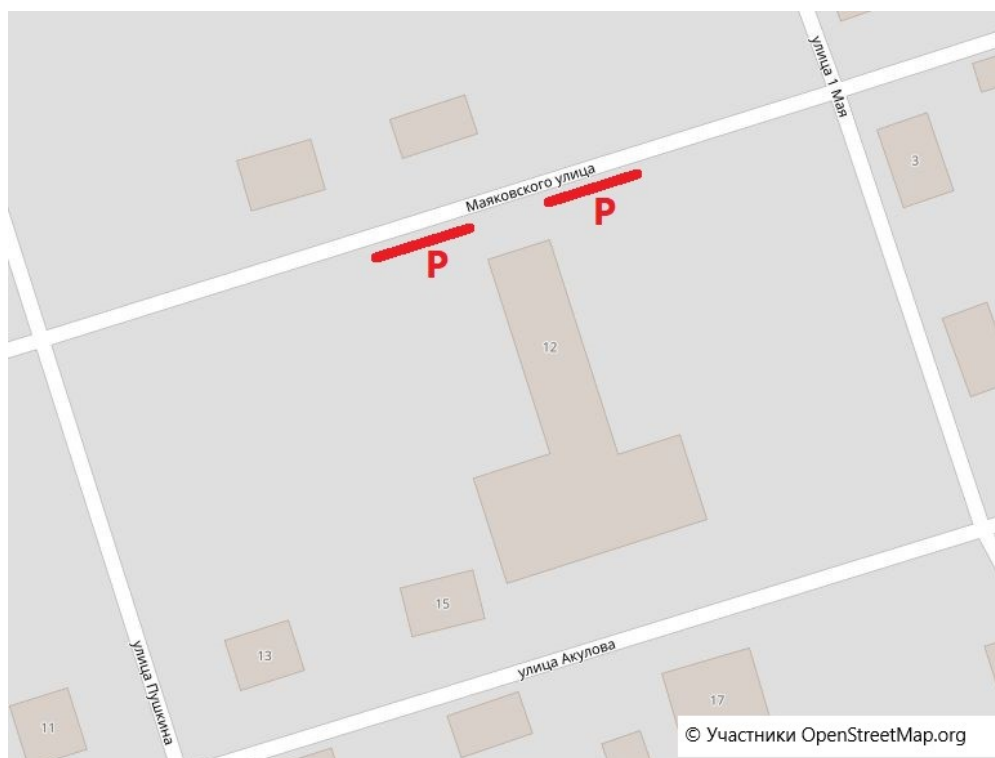 улица 1 Мая
3
Маяковского улица
P
P
12
15
13
улица Акулова
улица Пушкина
11
17
© Участники OpenStreetMap.org